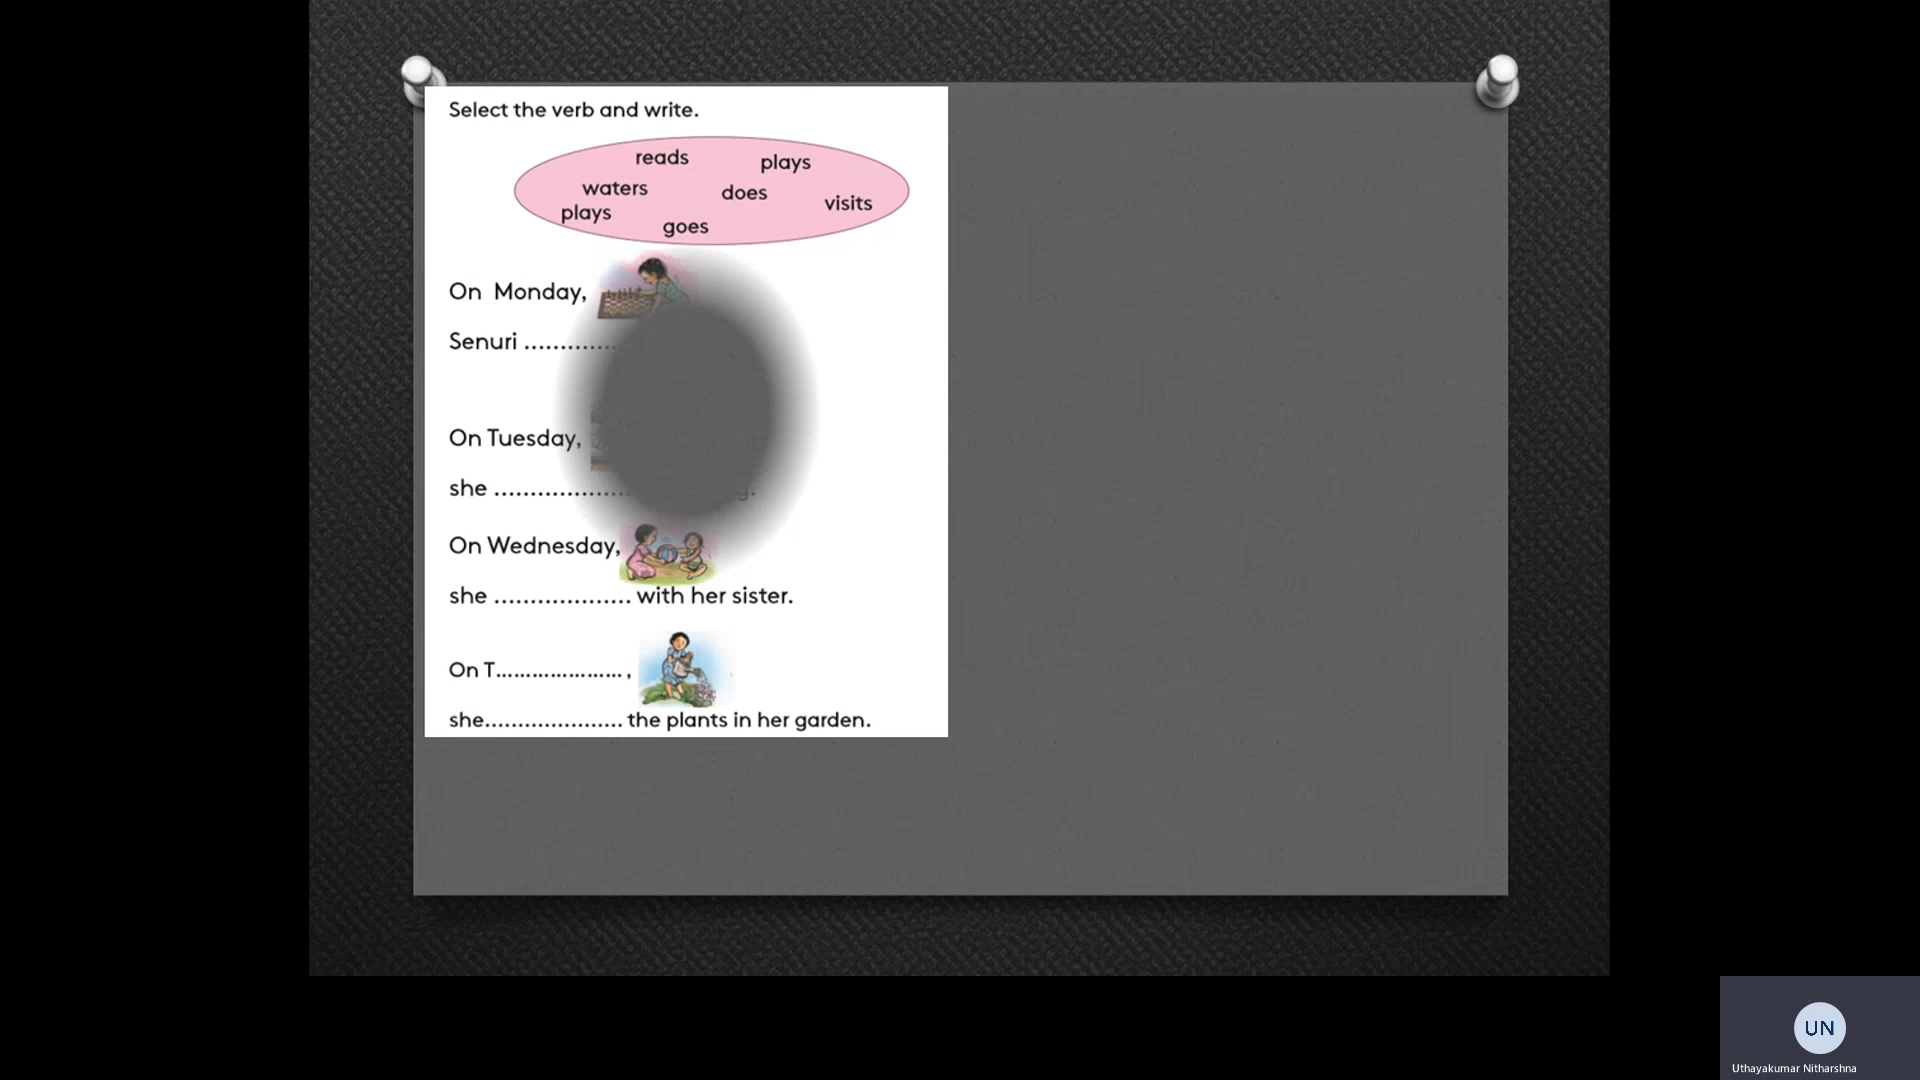 Select the verb and write.
reads
plays
waters
does
visits
plays
goes
On Monday,
Senuri .............
On Tuesday,
she ................... g.
On Wednesday,
she ................... with her sister.
On T..................... ,
she..................... the plants in her garden.
UN
Uthayakumar Nitharshna